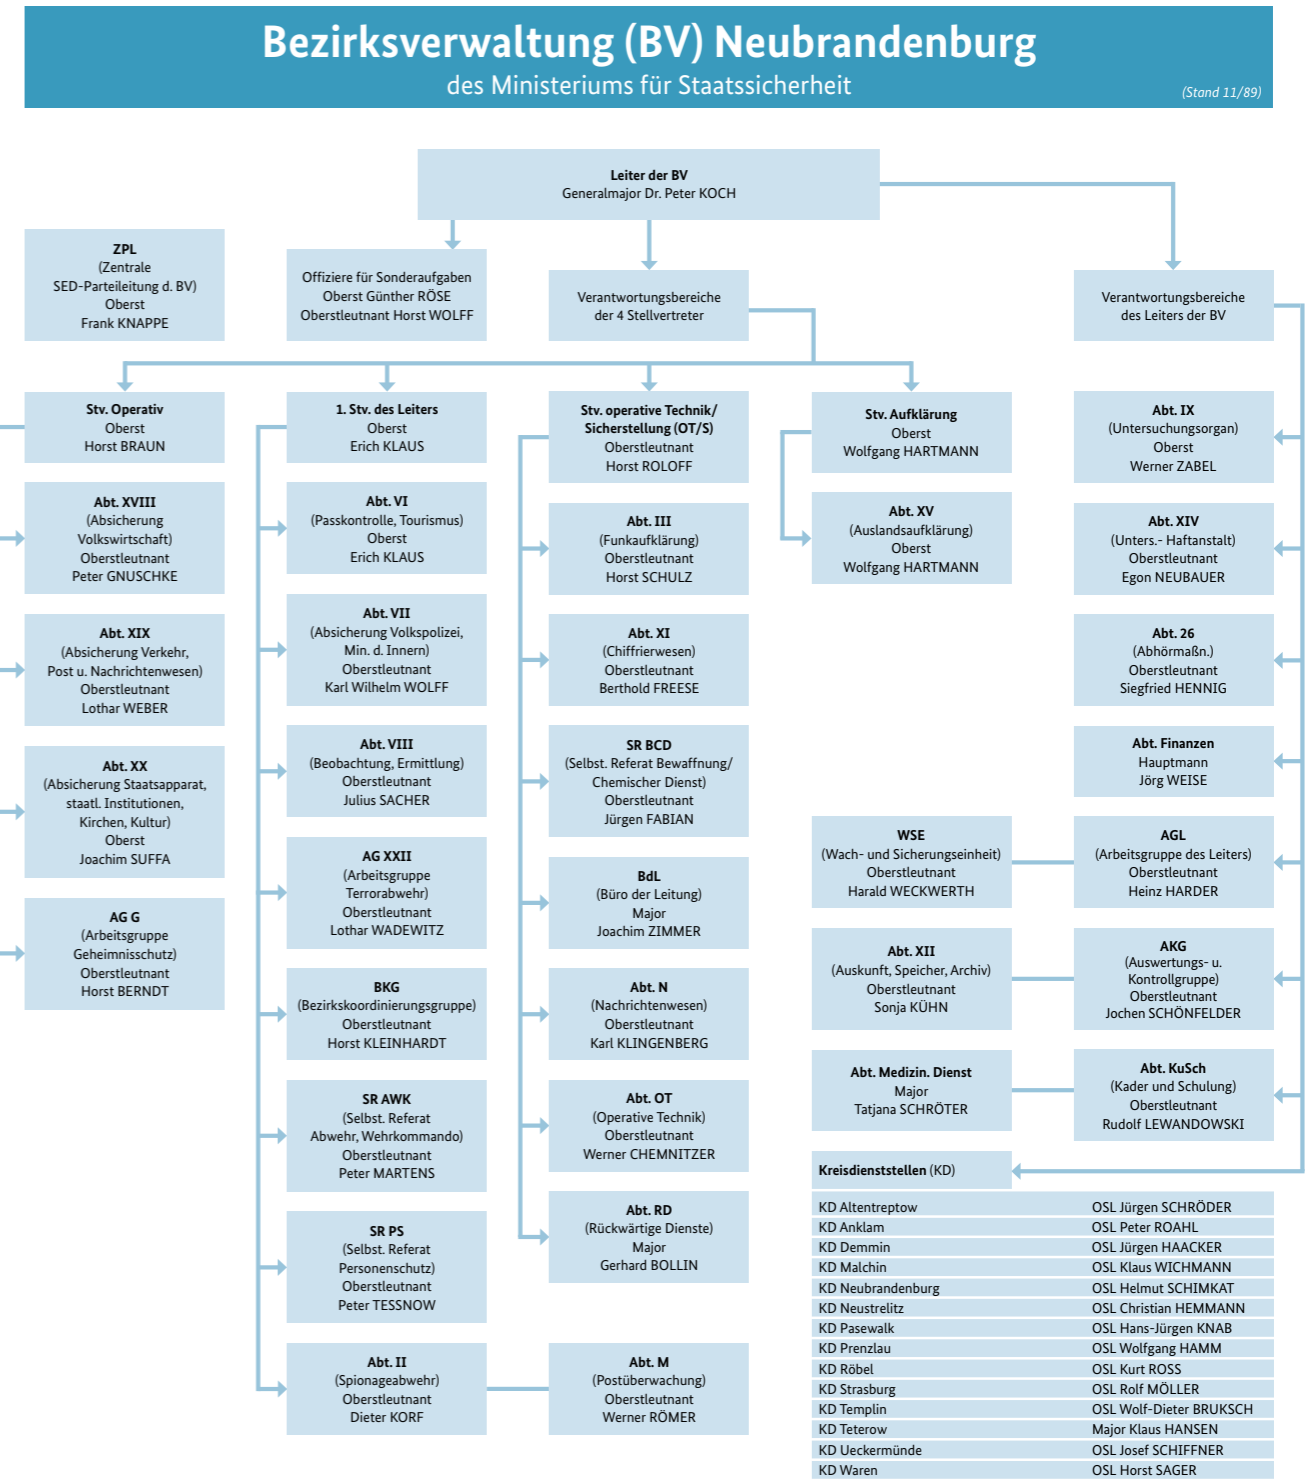 Bezirksverwaltung (BV) Neubrandenburg
des Ministeriums für Staatssicherheit
(Stand 11/89)
Leiter der BV
Generalmajor Dr. Peter KOCH
ZPL
(Zentrale
SED-Parteileitung d. BV)
Oberst
Frank KNAPPE
Offiziere für Sonderaufgaben
Oberst Günther RÖSE
Oberstleutnant Horst WOLFF
Verantwortungsbereiche
der 4 Stellvertreter
Verantwortungsbereiche
des Leiters der BV
Stv. Operativ
Oberst
Horst BRAUN
Abt. XVIII
(Absicherung
Volkswirtschaft)
Oberstleutnant
Peter GNUSCHKE
Abt. XIX
(Absicherung Verkehr,
Post u. Nachrichtenwesen)
Oberstleutnant
Lothar WEBER
Abt. XX
(Absicherung Staatsapparat,
staatl. Institutionen,
Kirchen, Kultur)
Oberst
Joachim SUFFA
AG G
(Arbeitsgruppe
Geheimnisschutz)
Oberstleutnant
Horst BERNDT
1. Stv. des Leiters
Oberst
Erich KLAUS
Abt. VI
(Passkontrolle, Tourismus)
Oberst
Erich KLAUS
Abt. VII
(Absicherung Volkspolizei,
Min. d. Innern)
Oberstleutnant
Karl Wilhelm WOLFF
Abt. VIII
(Beobachtung, Ermittlung)
Oberstleutnant
Julius SACHER
AG XXII
(Arbeitsgruppe
Terrorabwehr)
Oberstleutnant
Lothar WADEWITZ
BKG
(Bezirkskoordinierungsgruppe)
Oberstleutnant
Horst KLEINHARDT
SR AWK
(Selbst. Referat
Abwehr, Wehrkommando)
Oberstleutnant
Peter MARTENS
SR PS
(Selbst. Referat
Personenschutz)
Oberstleutnant
Peter TESSNOW
Abt. II
(Spionageabwehr)
Oberstleutnant
Dieter KORF
Stv. operative Technik/
Sicherstellung (OT/S)
Oberstleutnant
Horst ROLOFF
Abt. III
(Funkaufklärung)
Oberstleutnant
Horst SCHULZ
Abt. XI
(Chiffrierwesen)
Oberstleutnant
Berthold FREESE
SR BCD
(Selbst. Referat Bewaffnung/
Chemischer Dienst)
Oberstleutnant
Jürgen FABIAN
BdL
(Büro der Leitung)
Major
Joachim ZIMMER
Abt. N
(Nachrichtenwesen)
Oberstleutnant
Karl KLINGENBERG
Abt. OT
(Operative Technik)
Oberstleutnant
Werner CHEMNITZER
Abt. RD
(Rückwärtige Dienste)
Major
Gerhard BOLLIN
Abt. M
(Postüberwachung)
Oberstleutnant
Werner RÖMER
Stv. Aufklärung
Oberst
Wolfgang HARTMANN
Abt. XV
(Auslandsaufklärung)
Oberst
Wolfgang HARTMANN
Abt. IX
(Untersuchungsorgan)
Oberst
Werner ZABEL
Abt. XIV
(Unters.- Haftanstalt)
Oberstleutnant
Egon NEUBAUER
Abt. 26
(Abhörmaßn.)
Oberstleutnant
Siegfried HENNIG
Abt. Finanzen
Hauptmann
Jörg WEISE
WSE
(Wach- und Sicherungseinheit)
Oberstleutnant
Harald WECKWERTH
AGL
(Arbeitsgruppe des Leiters)
Oberstleutnant
Heinz HARDER
Abt. XII
(Auskunft, Speicher, Archiv)
Oberstleutnant
Sonja KÜHN
AKG
(Auswertungs- u.
Kontrollgruppe)
Oberstleutnant
Jochen SCHÖNFELDER
Abt. Medizin. Dienst
Major
Tatjana SCHRÖTER
Abt. KuSch
(Kader und Schulung)
Oberstleutnant
Rudolf LEWANDOWSKI
Kreisdienststellen (KD)
KD Altentreptow OSL Jürgen SCHRÖDER
KD Anklam OSL Peter ROAHL
KD Demmin OSL Jürgen HAACKER
KD Malchin OSL Klaus WICHMANN
KD Neubrandenburg OSL Helmut SCHIMKAT
KD Neustrelitz OSL Christian HEMMANN
KD Pasewalk OSL Hans-Jürgen KNAB
KD Prenzlau OSL Wolfgang HAMM
KD Röbel OSL Kurt ROSS
KD Strasburg OSL Rolf MÖLLER
KD Templin OSL Wolf-Dieter BRUKSCH
KD Teterow Major Klaus HANSEN
KD Ueckermünde OSL Josef SCHIFFNER
KD Waren OSL Horst SAGER